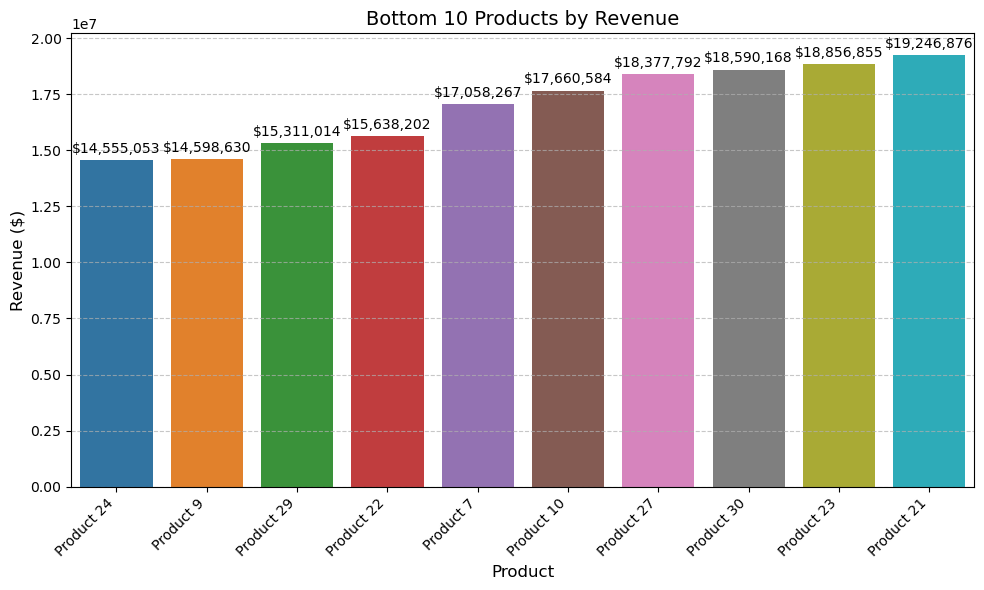 Bottom 10 Products by Revenue
1e7
2.00
1.75
1.50
1.25
1.00
0.75
0.50
0.25
0.00
Revenue ($)
$14,555,053
$14,598,630
$15,311,014
$15,638,202
$17,058,267
$17,660,584
$18,377,792
$18,590,168
$18,856,855
$19,246,876
Product 24
Product 9
Product 29
Product 22
Product 7
Product 10
Product 27
Product 30
Product 23
Product 21
Product